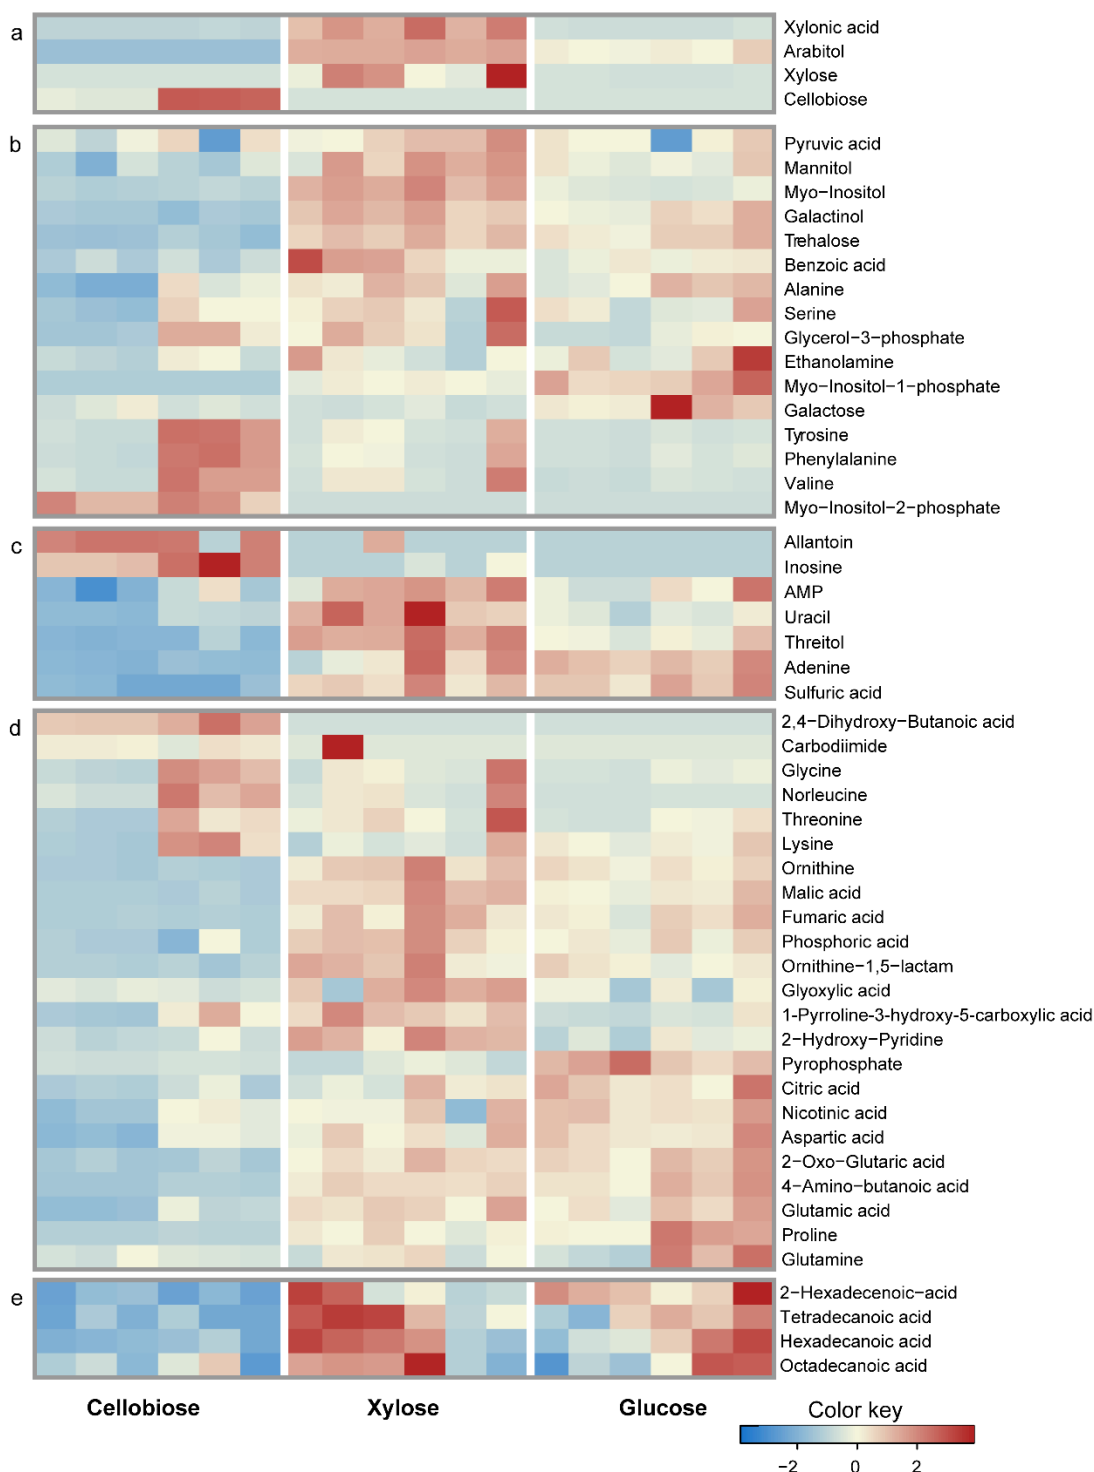 a
Xylonic acid
Arabitol
Xylose
Cellobiose
b
Pyruvic acid
Mannitol
Myo−Inositol
Galactinol
Trehalose
Benzoic acid
Alanine
Serine
Glycerol−3−phosphate
Ethanolamine
Myo−Inositol−1−phosphate
Galactose
Tyrosine
Phenylalanine
Valine
Myo−Inositol−2−phosphate
c
Allantoin
Inosine
AMP
Uracil
Threitol
Adenine
Sulfuric acid
d
2,4−Dihydroxy−Butanoic acid
Carbodiimide
Glycine
Norleucine
Threonine
Lysine
Ornithine
Malic acid
Fumaric acid
Phosphoric acid
Ornithine−1,5−lactam
Glyoxylic acid
1-Pyrroline-3-hydroxy-5-carboxylic acid
2−Hydroxy−Pyridine
Pyrophosphate
Citric acid
Nicotinic acid
Aspartic acid
2−Oxo−Glutaric acid
4−Amino−butanoic acid
Glutamic acid
Proline
Glutamine
e
2−Hexadecenoic−acid
Tetradecanoic acid
Hexadecanoic acid
Octadecanoic acid
Cellobiose Xylose Glucose
Color key
−2 0 2